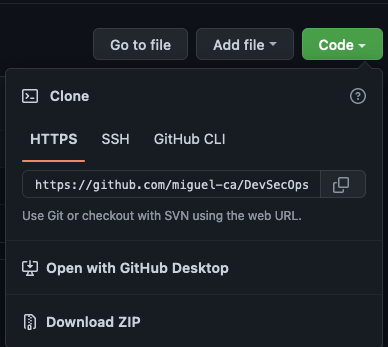 Go to file Add file Code
Clone
HTTPS SSH GitHub CLI
https://github.com/miguel-ca/DevSecOps
Use Git or checkout with SVN using the web URL.
Open with GitHub Desktop
Download ZIP